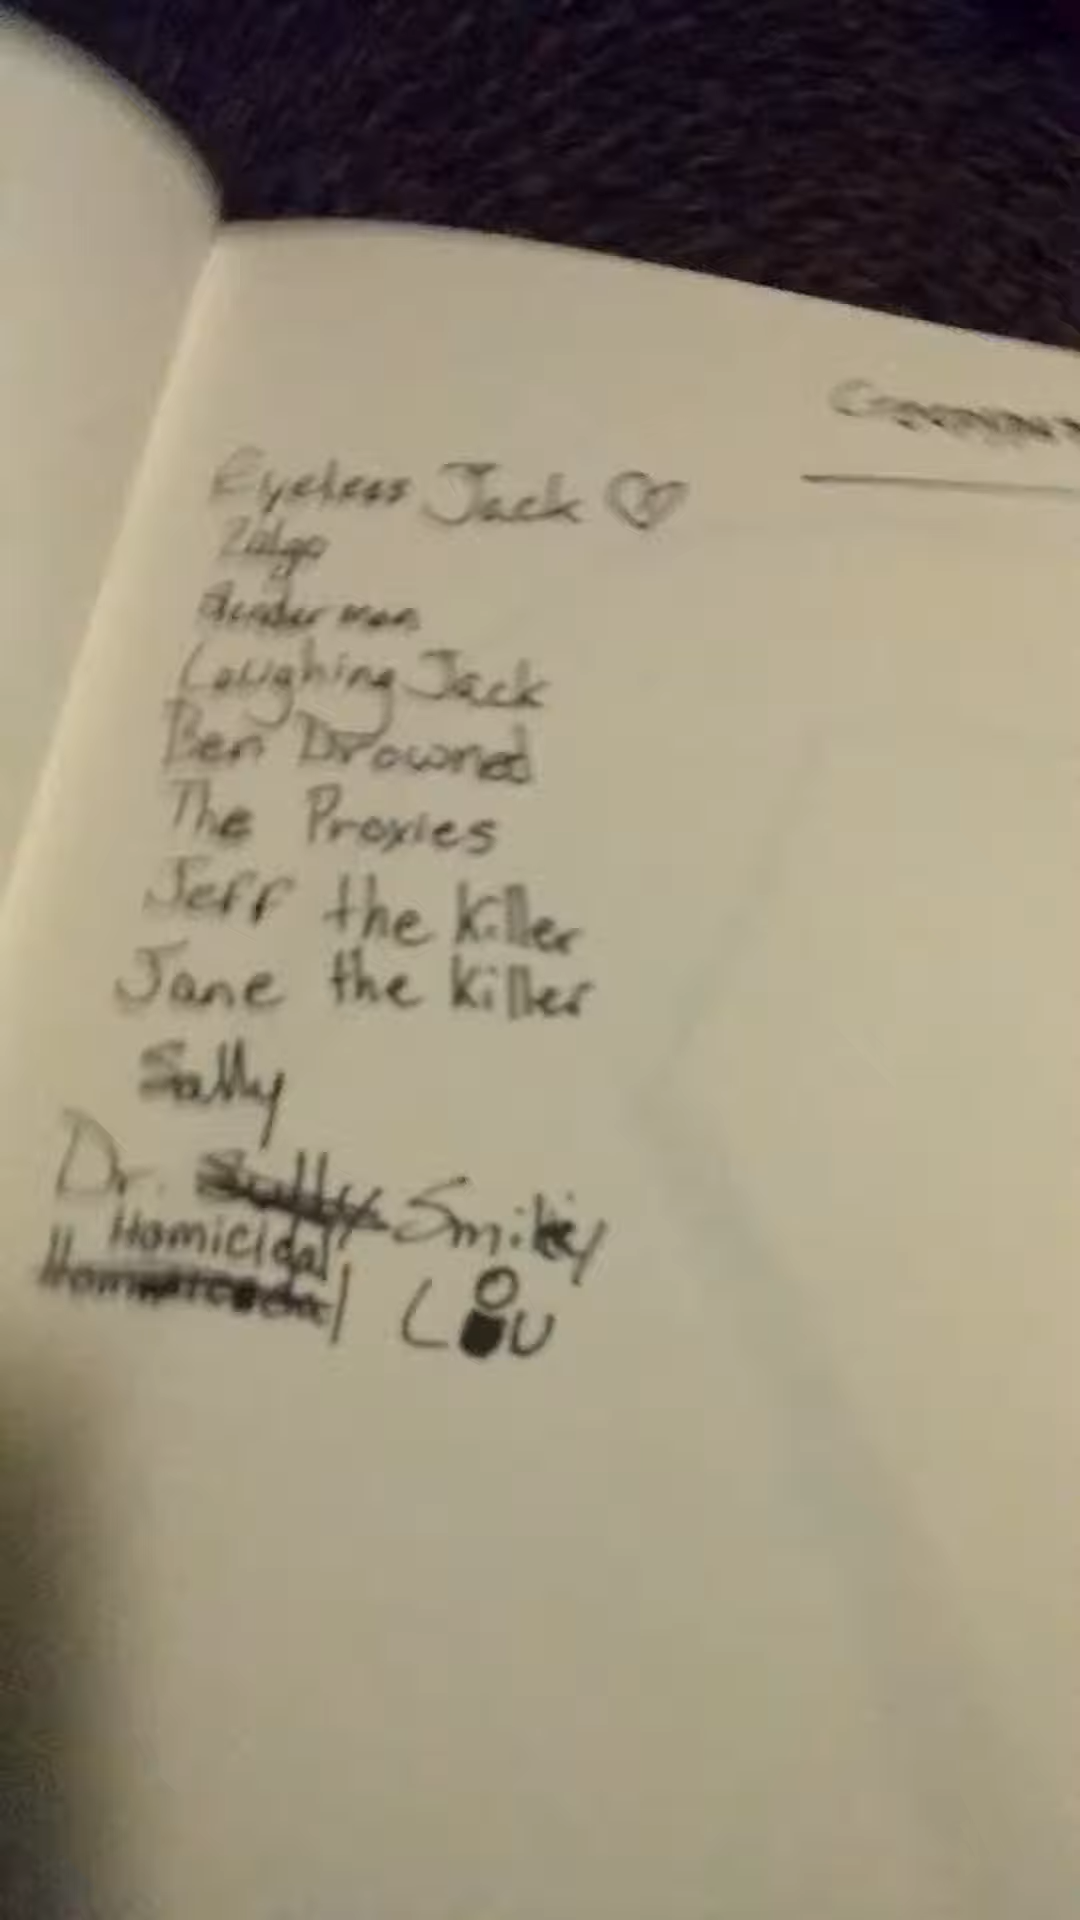 Eyeless Jack ♡
Zalgo
Slender man
Laughing Jack
Ben Drowned
The Proxies
Jeff the Killer
Jane the Killer
Sally
Dr. Smiley
Homicidal
Liu